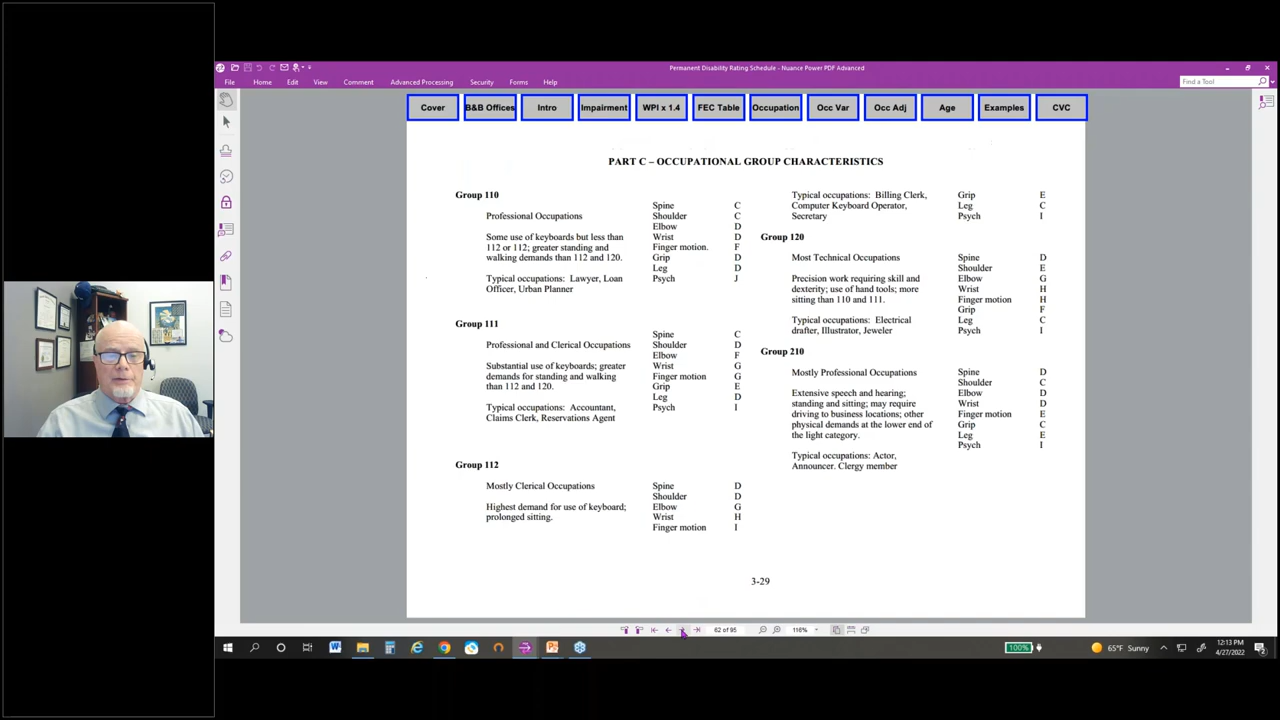 Permanent Disability Rating Schedule - Nuance Power PDF Advanced
File Home Edit View Comment Advanced Processing Security Forms Help
Find a Tool
Cover B&B Offices Intro Impairment WPI x 1.4 FEC Table Occupation Occ Var Occ Adj Age Examples CVC
PART C – OCCUPATIONAL GROUP CHARACTERISTICS
Group 110
Spine C
Professional Occupations Shoulder C
Elbow D
Some use of keyboards but less than Wrist D
112 or 112; greater standing and Finger motion. F
walking demands than 112 and 120. Grip D
Leg D
Typical occupations: Lawyer, Loan Psych J
Officer, Urban Planner
Group 111
Spine C
Professional and Clerical Occupations Shoulder D
Elbow F
Substantial use of keyboards; greater Wrist G
demands for standing and walking Finger motion G
than 112 and 120. Grip E
Leg D
Typical occupations: Accountant, Psych I
Claims Clerk, Reservations Agent
Group 112
Mostly Clerical Occupations Spine D
Shoulder D
Highest demand for use of keyboard; Elbow G
prolonged sitting. Wrist H
Finger motion I
Typical occupations: Billing Clerk, Grip E
Computer Keyboard Operator, Leg C
Secretary Psych I
Group 120
Most Technical Occupations Spine D
Shoulder E
Precision work requiring skill and Elbow G
dexterity; use of hand tools; more Wrist H
sitting than 110 and 111. Finger motion H
Grip F
Typical occupations: Electrical Leg C
drafter, Illustrator, Jeweler Psych I
Group 210
Mostly Professional Occupations Spine D
Shoulder C
Extensive speech and hearing; Elbow D
standing and sitting; may require Wrist D
driving to business locations; other Finger motion E
physical demands at the lower end of Grip C
the light category. Leg E
Psych I
Typical occupations: Actor,
Announcer. Clergy member
3-29
62 of 95
118%
100%
65°F Sunny
12:13 PM
4/27/2022